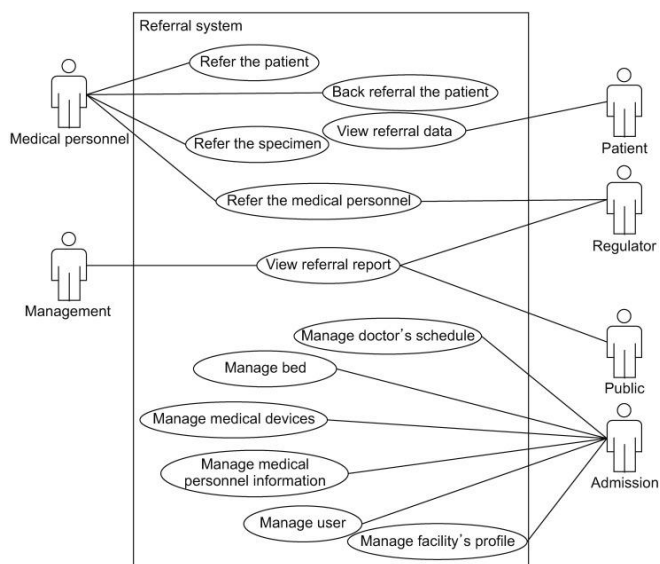 Referral system
Refer the patient
Back referral the patient
Medical personnel
View referral data
Refer the specimen
Patient
Refer the medical personnel
Regulator
View referral report
Management
Manage doctor's schedule
Manage bed
Public
Manage medical devices
Manage medical
personnel information
Admission
Manage user
Manage facility's profile